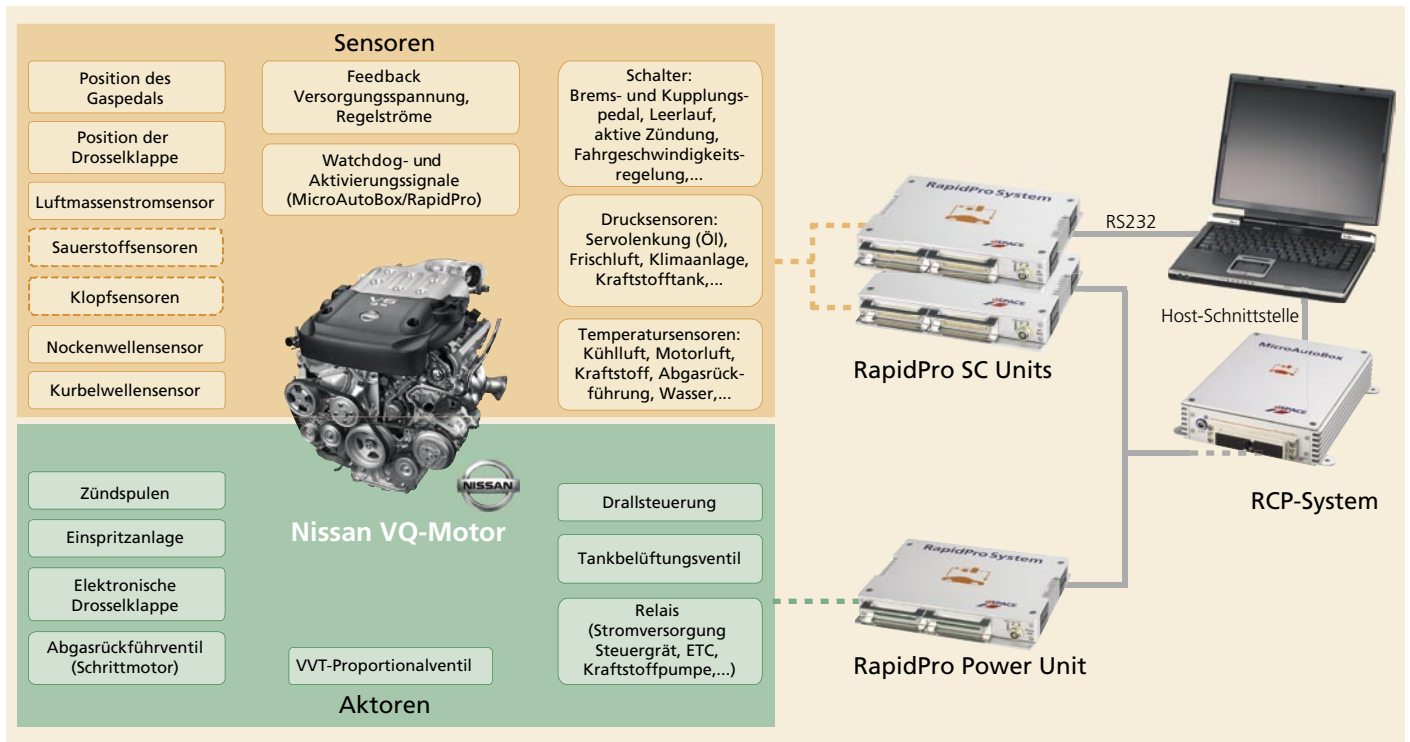 Sensoren
Position des
Gaspedals
Position der
Drosselklappe
Luftmassenstromsensor
Sauerstoffsensoren
Klopfsensoren
Nockenwellensensor
Kurbelwellensensor
Feedback
Versorgungsspannung,
Regelströme
Watchdog- und
Aktivierungssignale
(MicroAutoBox/RapidPro)
Schalter:
Brems- und Kupplungs-
pedal, Leerlauf,
aktive Zündung,
Fahrgeschwindigkeits-
regelung,...
Drucksensoren:
Servolenkung (Öl),
Frischluft, Klimaanlage,
Kraftstofftank,...
Temperatursensoren:
Kühlluft, Motorluft,
Kraftstoff, Abgasrück-
führung, Wasser,...
NISSAN
Nissan VQ-Motor
Zündspulen
Einspritzanlage
Elektronische
Drosselklappe
Abgasrückführventil
(Schrittmotor)
VVT-Proportionalventil
Drallsteuerung
Tankbelüftungsventil
Relais
(Stromversorgung
Steuergrät, ETC,
Kraftstoffpumpe,...)
Aktoren
RapidPro System
dSPACE
dSPACE
RapidPro SC Units
RS232
Host-Schnittstelle
MicroAutoBox
dSPACE
RCP-System
RapidPro System
dSPACE
RapidPro Power Unit